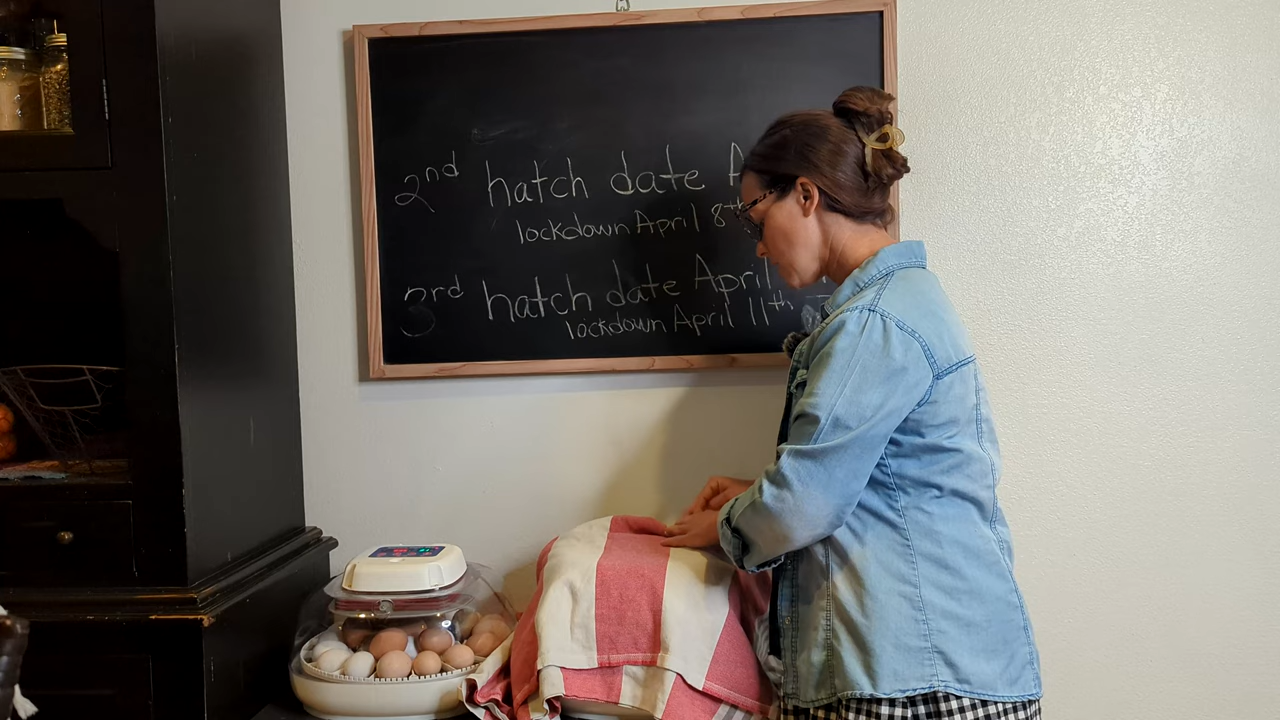 2nd hatch date A
lockdown April 8th
3rd hatch date April
lockdown April 11th